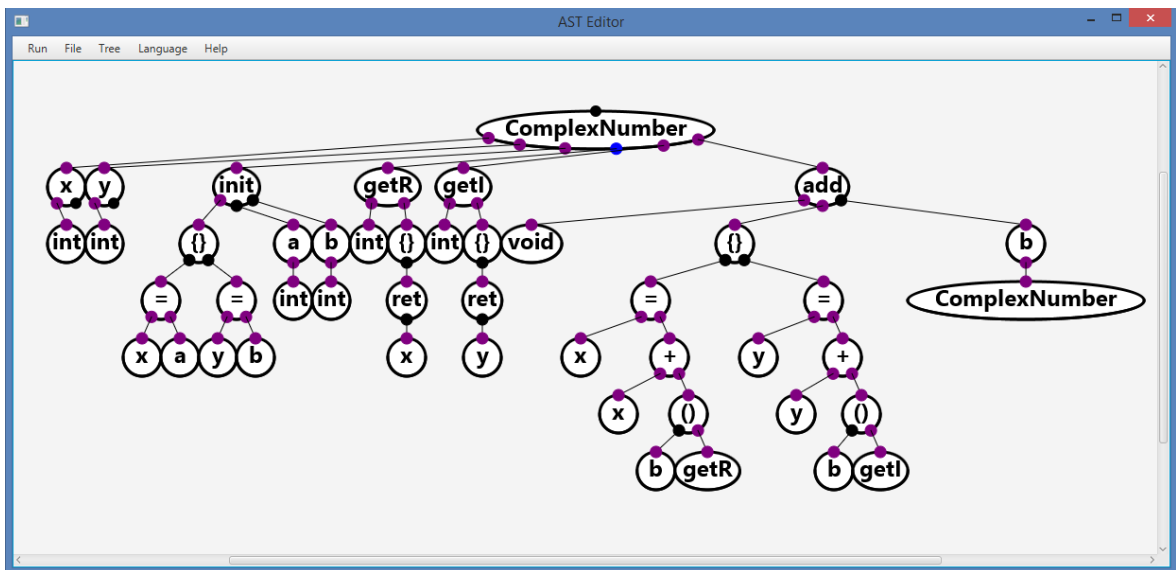 AST Editor
Run File Tree Language Help
ComplexNumber
x y init getR getI add
int int {} a b int {} int {} void {} b
= = int int ret ret = = ComplexNumber
x a y b x y x + y +
x () y ()
b getR b getI